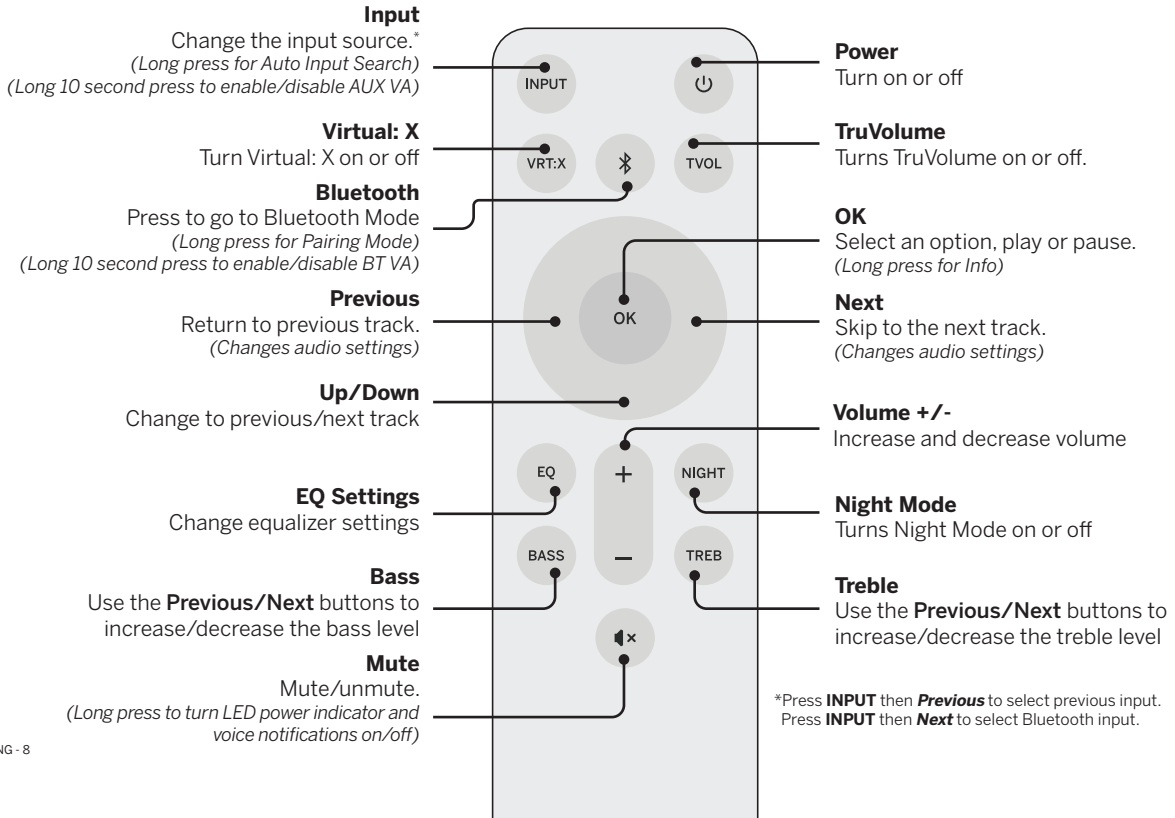 Input
Change the input source.*
(Long press for Auto Input Search)
(Long 10 second press to enable/disable AUX VA)
Virtual: X
Turn Virtual: X on or off
Bluetooth
Press to go to Bluetooth Mode
(Long press for Pairing Mode)
(Long 10 second press to enable/disable BT VA)
Previous
Return to previous track.
(Changes audio settings)
Up/Down
Change to previous/next track
EQ Settings
Change equalizer settings
Bass
Use the Previous/Next buttons to
increase/decrease the bass level
Mute
Mute/unmute.
(Long press to turn LED power indicator and
voice notifications on/off)
INPUT
VRT:X
TVOL
OK
EQ
+
NIGHT
BASS
–
TREB
Power
Turn on or off
TruVolume
Turns TruVolume on or off.
OK
Select an option, play or pause.
(Long press for Info)
Next
Skip to the next track.
(Changes audio settings)
Volume +/-
Increase and decrease volume
Night Mode
Turns Night Mode on or off
Treble
Use the Previous/Next buttons to
increase/decrease the treble level
*Press INPUT then Previous to select previous input.
Press INPUT then Next to select Bluetooth input.
NG - 8